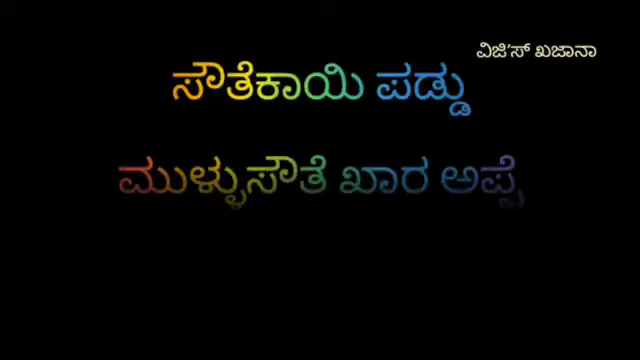 ವಿಜಿ'ಸ್ ಖಜಾನಾ
ಸೌತೆಕಾಯಿ ಪಡ್ಡು
ಮುಳ್ಳುಸೌತೆ ಖಾರ ಅಪ್ಪೆ